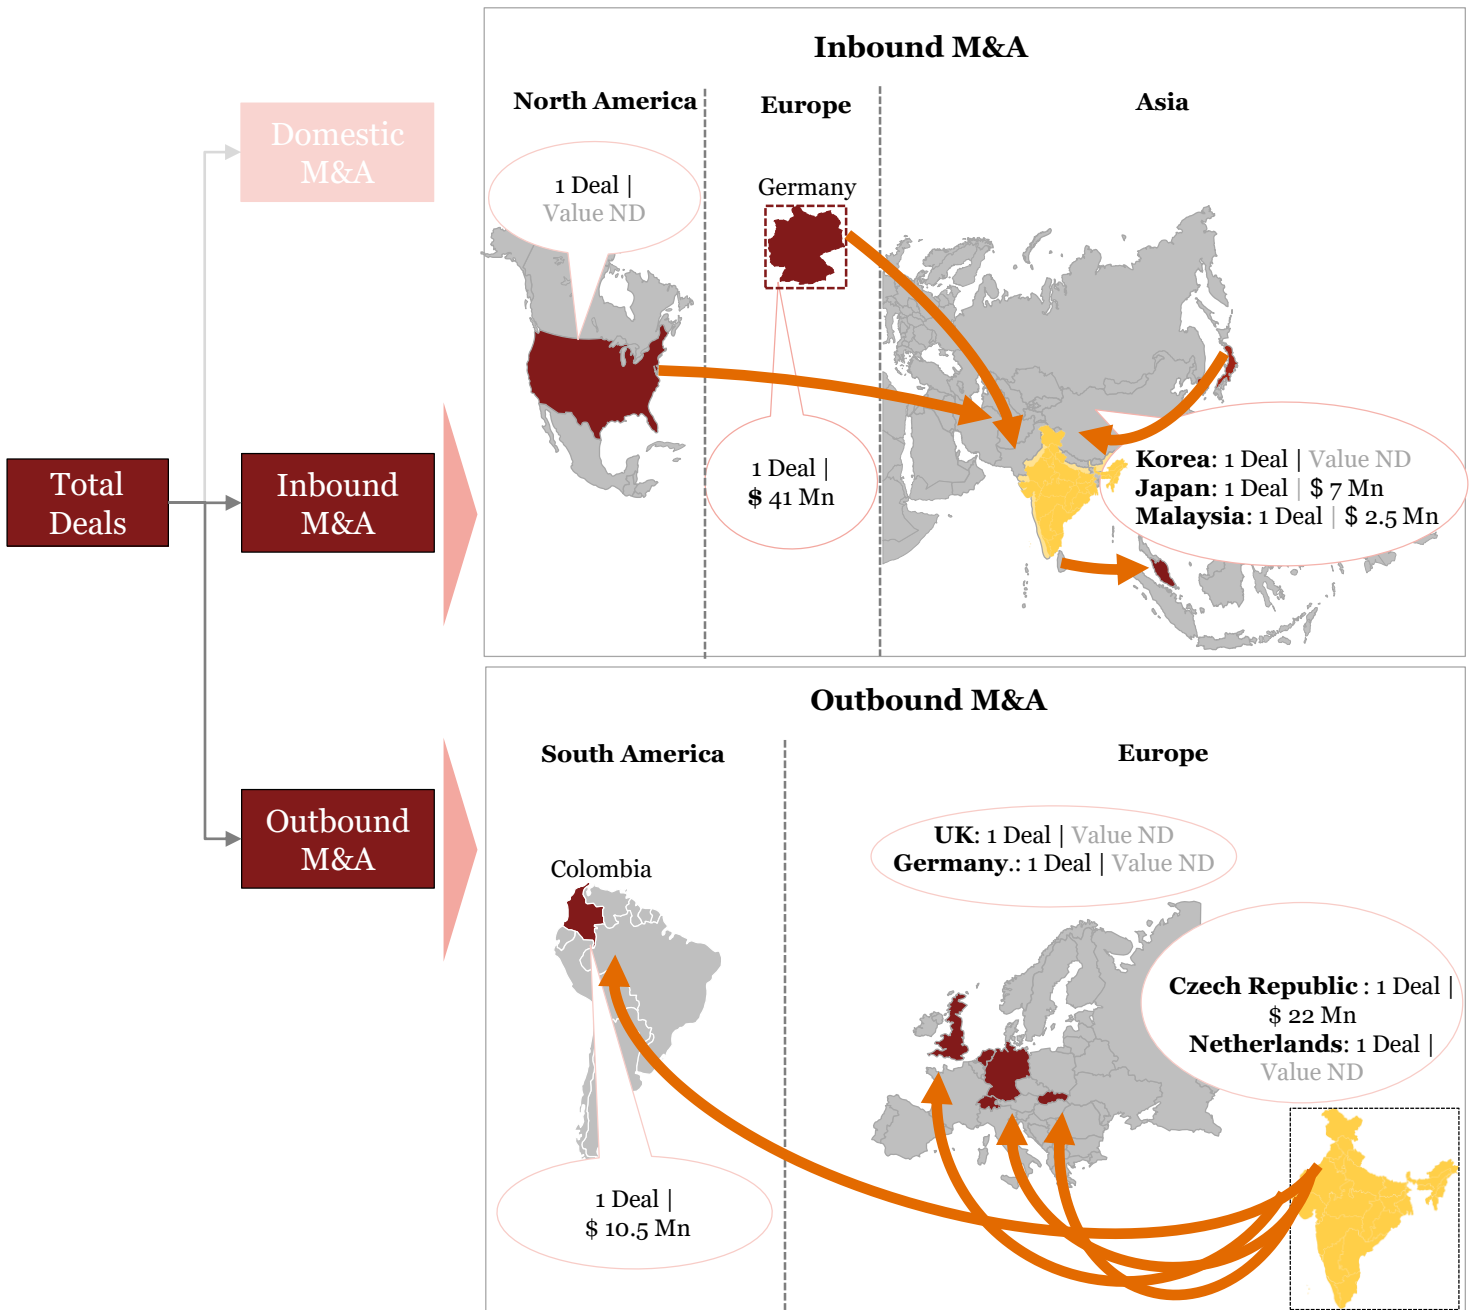 Total
Deals
Domestic
M&A
Inbound
M&A
Outbound
M&A
Inbound M&A
North America
Europe
Asia
1 Deal |
Value ND
Germany
1 Deal |
$ 41 Mn
Korea: 1 Deal | Value ND
Japan: 1 Deal | $ 7 Mn
Malaysia: 1 Deal | $ 2.5 Mn
Outbound M&A
South America
Europe
Colombia
1 Deal |
$ 10.5 Mn
UK: 1 Deal | Value ND
Germany.: 1 Deal | Value ND
Czech Republic : 1 Deal |
$ 22 Mn
Netherlands: 1 Deal |
Value ND